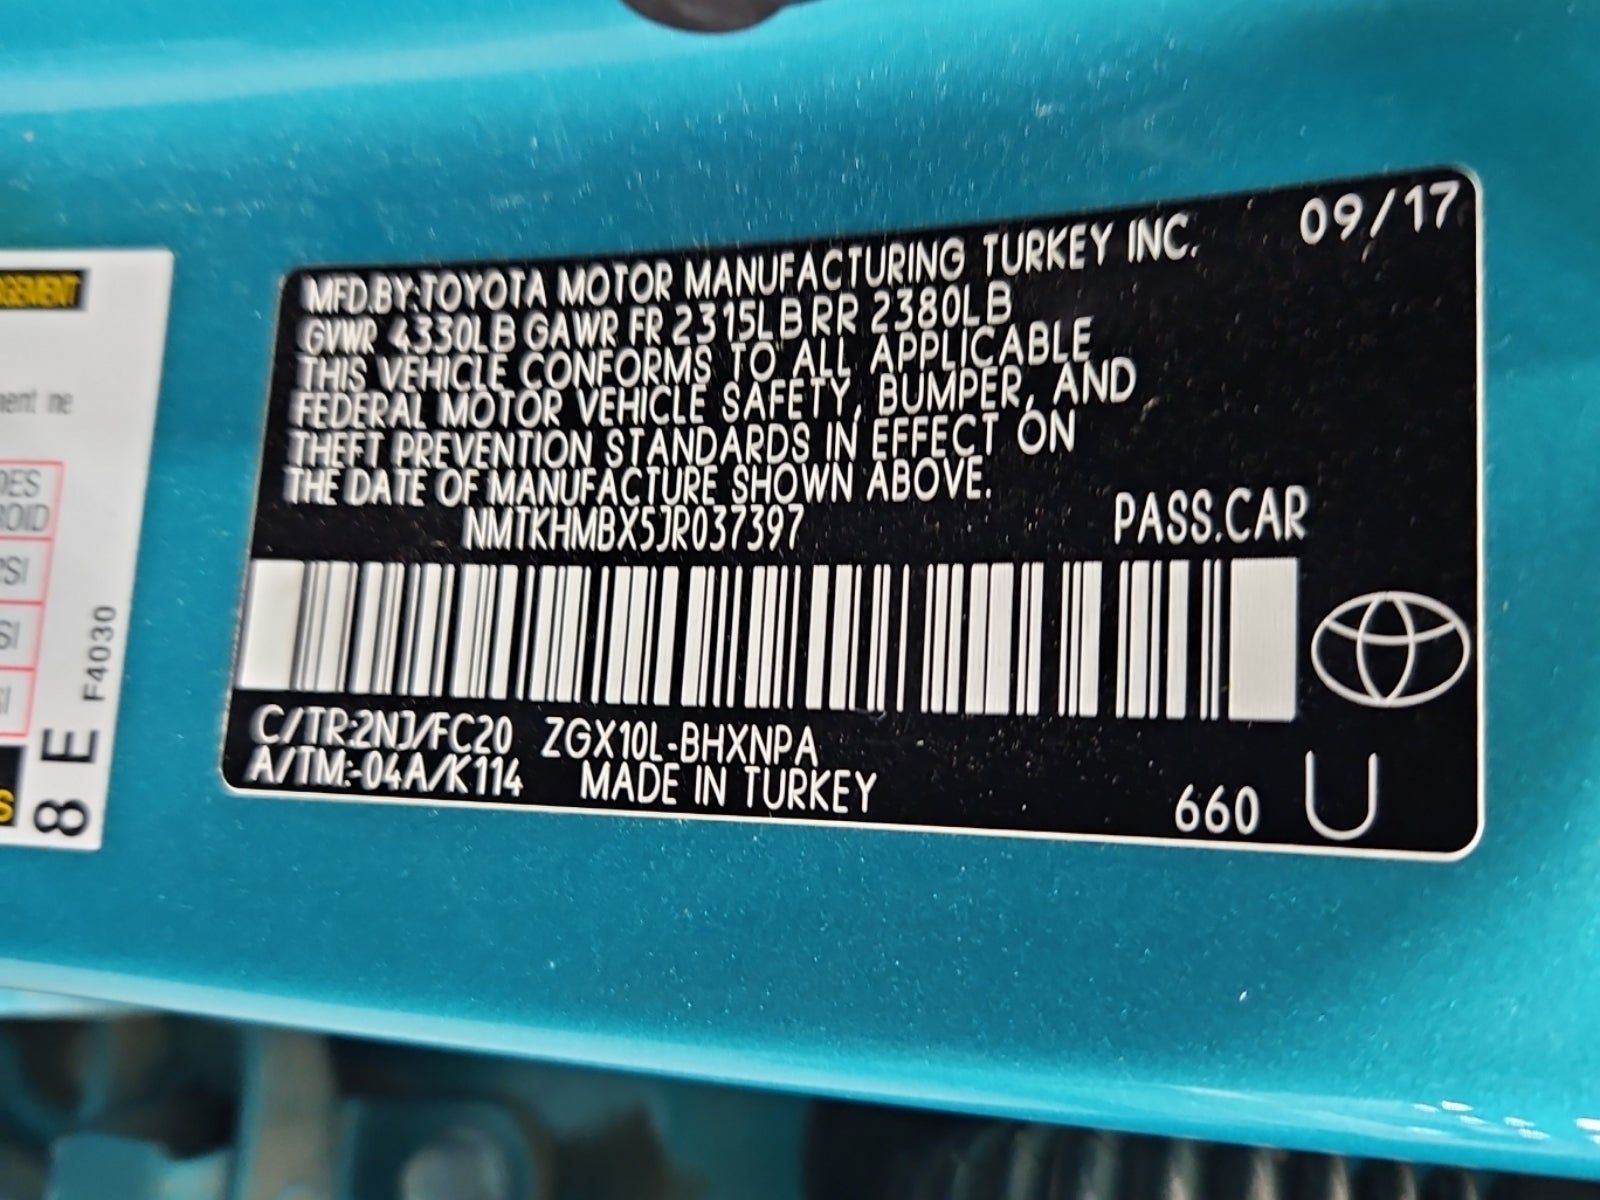 MFD.BY:TOYOTA MOTOR MANUFACTURING TURKEY INC. 09/17
GVWR 4330LB GAWR FR 2315LB RR 2380LB
THIS VEHICLE CONFORMS TO ALL APPLICABLE
FEDERAL MOTOR VEHICLE SAFETY, BUMPER, AND
THEFT PREVENTION STANDARDS IN EFFECT ON
THE DATE OF MANUFACTURE SHOWN ABOVE.
NMTKHMBX5JR037397 PASS.CAR
C/TR:2NJ/FC20 ZGX10L-BHXNPA
A/TM:-04A/K114 MADE IN TURKEY
660 U
ne
SI
F4030
8 E